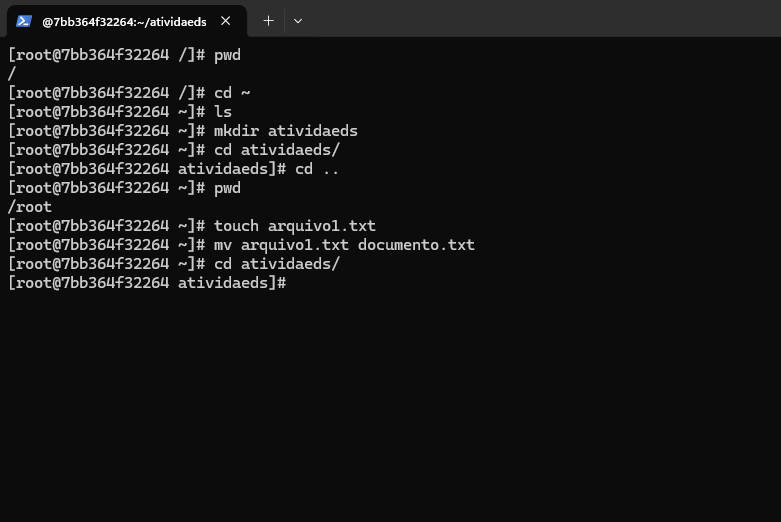 @7bb364f32264:~/atividaeds
[root@7bb364f32264 /]# pwd
/
[root@7bb364f32264 /]# cd ~
[root@7bb364f32264 ~]# ls
[root@7bb364f32264 ~]# mkdir atividaeds
[root@7bb364f32264 ~]# cd atividaeds/
[root@7bb364f32264 atividaeds]# cd ..
[root@7bb364f32264 ~]# pwd
/root
[root@7bb364f32264 ~]# touch arquivo1.txt
[root@7bb364f32264 ~]# mv arquivo1.txt documento.txt
[root@7bb364f32264 ~]# cd atividaeds/
[root@7bb364f32264 atividaeds]#